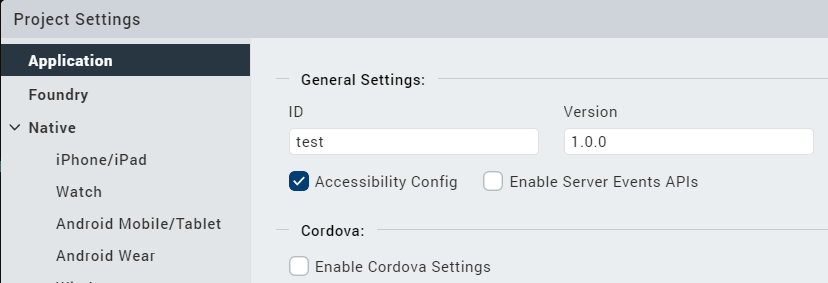 Project Settings
Application
Foundry
Native
iPhone/iPad
Watch
Android Mobile/Tablet
Android Wear
General Settings:
ID
Version
test
1.0.0
Accessibility Config
Enable Server Events APIs
Cordova:
Enable Cordova Settings